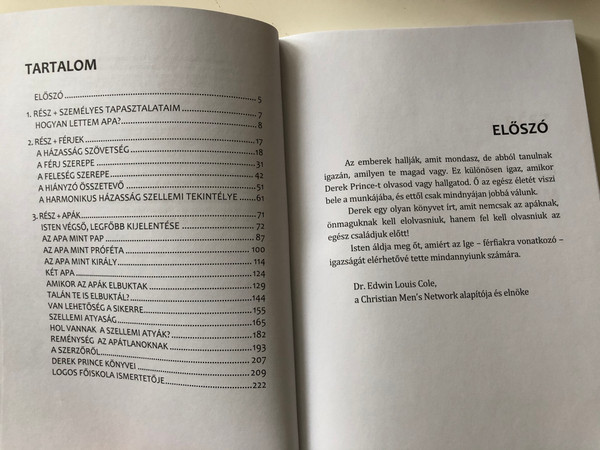 TARTALOM
ELŐSZÓ 5
1. RÉSZ + SZEMÉLYES TAPASZTALATAIM 7
HOGYAN LETTEM APA? 8
2. RÉSZ + FÉRJEK 17
A HÁZASSÁG SZÖVETSÉG 18
A FÉRJ SZEREPE 31
A FELESÉG SZEREPE 42
A HIÁNYZÓ ÖSSZETEVŐ 51
A HARMONIKUS HÁZASSÁG SZELLEMI TEKINTÉLYE 61
3. RÉSZ + APÁK 71
ISTEN VÉGSŐ, LEGFŐBB KIJELENTÉSE 72
AZ APA MINT PAP 87
AZ APA MINT PRÓFÉTA 100
AZ APA MINT KIRÁLY 114
KÉT APA 124
AMIKOR AZ APÁK ELBUKTAK 129
TALÁN TE IS ELBUKTÁL? 144
VAN LEHETŐSÉG A SIKERRE 155
SZELLEMI ATYASÁG 165
HOL VANNAK A SZELLEMI ATYÁK? 182
REMÉNYSÉG AZ APÁTLANOKNAK 193
A SZERZŐRŐL 207
DEREK PRINCE KÖNYVEI 209
LOGOS FŐISKOLA ISMERTETŐJE 222
ELŐSZÓ
Az emberek hallják, amit mondasz, de abból tanulnak
igazán, amilyen te magad vagy. Ez különösen igaz, amikor
Derek Prince-t olvasod vagy hallgatod. Ő az egész életét viszi
bele a munkájába, és ettől csak mindnyájan jobbá válunk.
Derek egy olyan könyvet írt, amit nemcsak az apáknak,
önmaguknak kell elolvasniuk, hanem fel kell olvasniuk az
egész családjuk előtt!
Isten áldja meg őt, amiért az Ige – férfiakra vonatkozó –
igazságát elérhetővé tette mindannyiunk számára.
Dr. Edwin Louis Cole,
a Christian Men's Network alapítója és elnöke